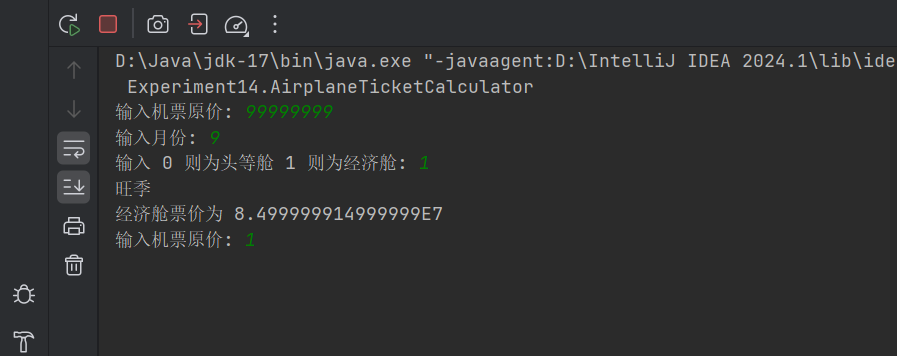 D:\Java\jdk-17\bin\java.exe "-javaagent:D:\IntelliJ IDEA 2024.1\lib\ide
Experiment14.AirplaneTicketCalculator
输入机票原价: 99999999
输入月份: 9
输入 0 则为头等舱 1 则为经济舱: 1
旺季
经济舱票价为 8.499999914999999E7
输入机票原价: 1